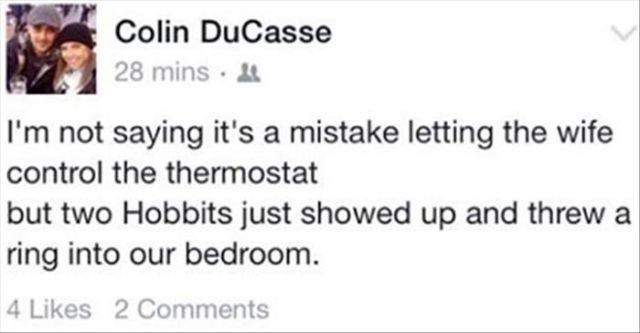 Colin DuCasse
28 mins ·
I'm not saying it's a mistake letting the wife
control the thermostat
but two Hobbits just showed up and threw a
ring into our bedroom.
4 Likes 2 Comments